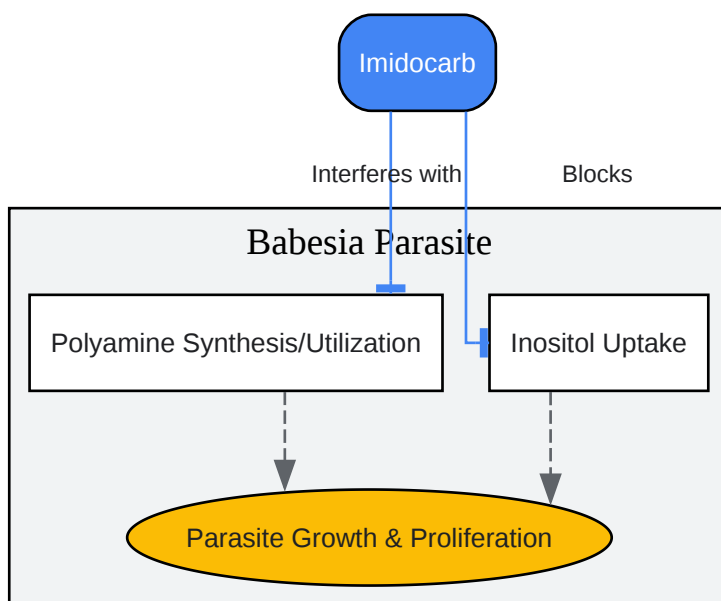 Imidocarb
Interferes with
Blocks
Babesia Parasite
Polyamine Synthesis/Utilization
Inositol Uptake
Parasite Growth & Proliferation